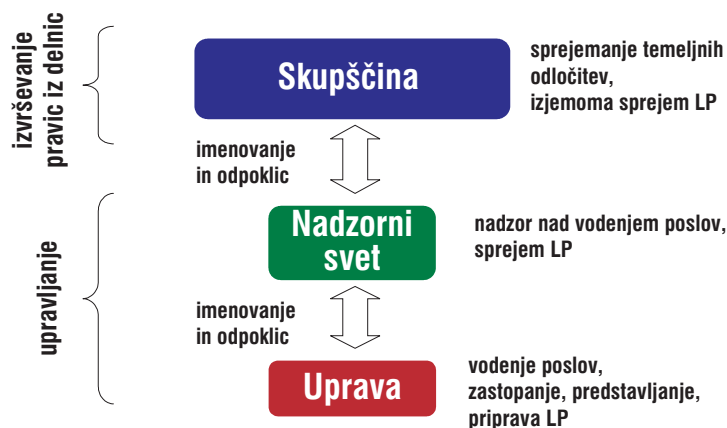 izvrševanje
pravic iz delnic
Skupščina
sprejemanje temeljnih
odločitev,
izjemoma sprejem LP
imenovanje
in odpoklic
upravljanje
Nadzorni
svet
nadzor nad vodenjem poslov,
sprejem LP
imenovanje
in odpoklic
Uprava
vodenje poslov,
zastopanje, predstavljanje,
priprava LP